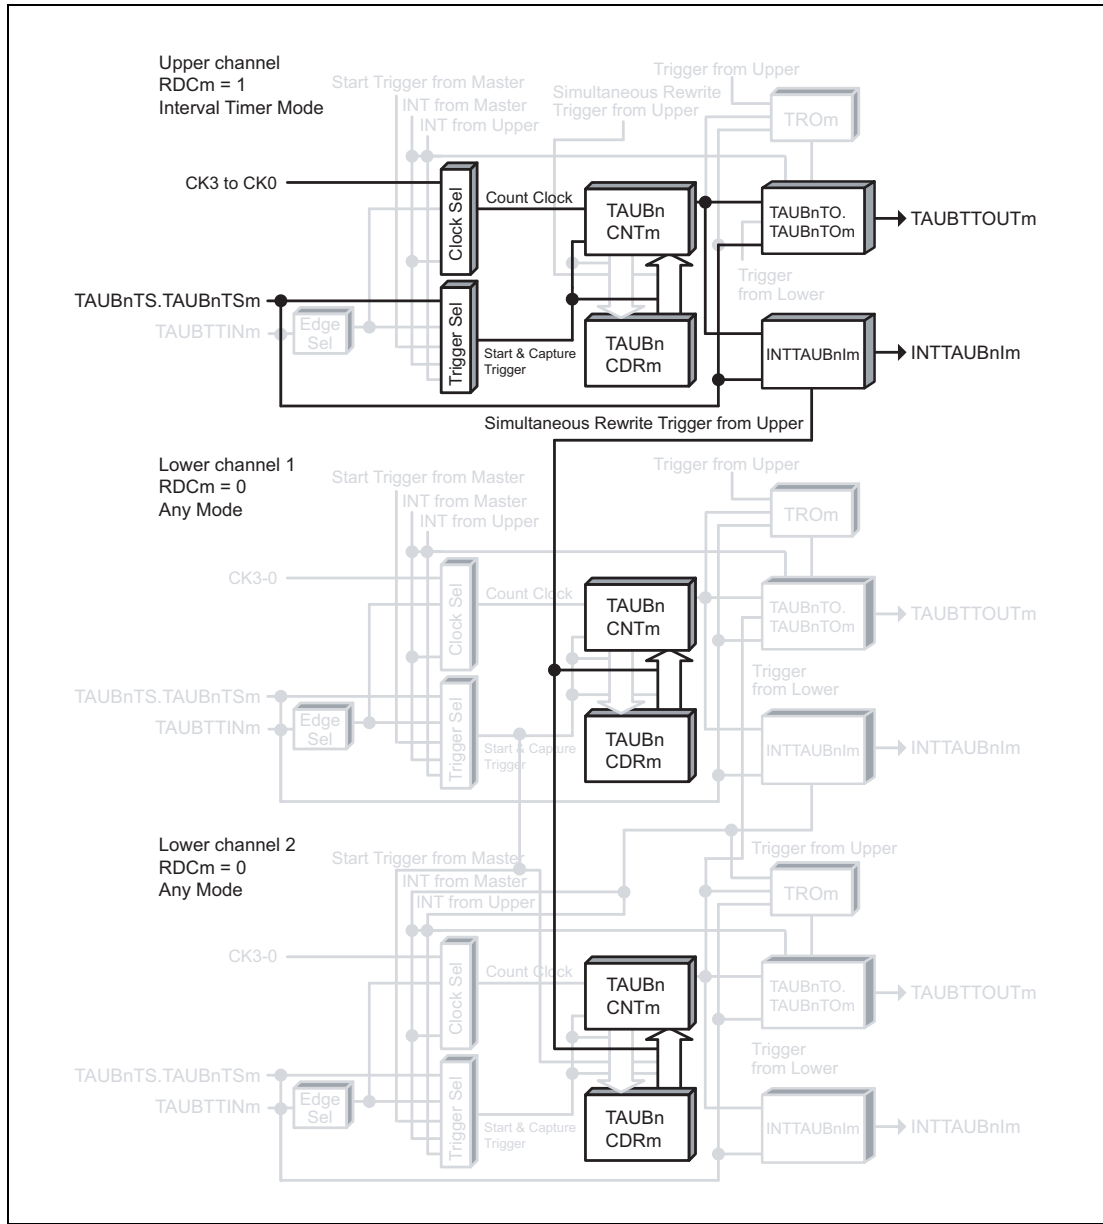 Upper channel
RDCm = 1
Interval Timer Mode
Start Trigger from Master
INT from Master
INT from Upper
Simultaneous Rewrite
Trigger from Upper
Trigger from Upper
TROm
CK3 to CK0
Clock Sel
Count Clock
TAUBn
CNTm
TAUBnTO.
TAUBnTOm
TAUBTTOUTm
Trigger
from Lower
TAUBnTS.TAUBnTSm
TAUBTTINm
Edge
Sel
Trigger Sel
Start & Capture
Trigger
TAUBn
CDRm
INTTAUBnIm
INTTAUBnIm
Simultaneous Rewrite Trigger from Upper
Lower channel 1
RDCm = 0
Any Mode
Start Trigger from Master
INT from Master
INT from Upper
Trigger from Upper
TROm
CK3-0
Clock Sel
Count Clock
TAUBn
CNTm
TAUBnTO.
TAUBnTOm
TAUBTTOUTm
Trigger
from Lower
TAUBnTS.TAUBnTSm
TAUBTTINm
Edge
Sel
Trigger Sel
Start & Capture
Trigger
TAUBn
CDRm
INTTAUBnIm
INTTAUBnIm
Lower channel 2
RDCm = 0
Any Mode
Start Trigger from Master
INT from Master
INT from Upper
Trigger from Upper
TROm
CK3-0
Clock Sel
Count Clock
TAUBn
CNTm
TAUBnTO.
TAUBnTOm
TAUBTTOUTm
Trigger
from Lower
TAUBnTS.TAUBnTSm
TAUBTTINm
Edge
Sel
Trigger Sel
Start & Capture
Trigger
TAUBn
CDRm
INTTAUBnIm
INTTAUBnIm